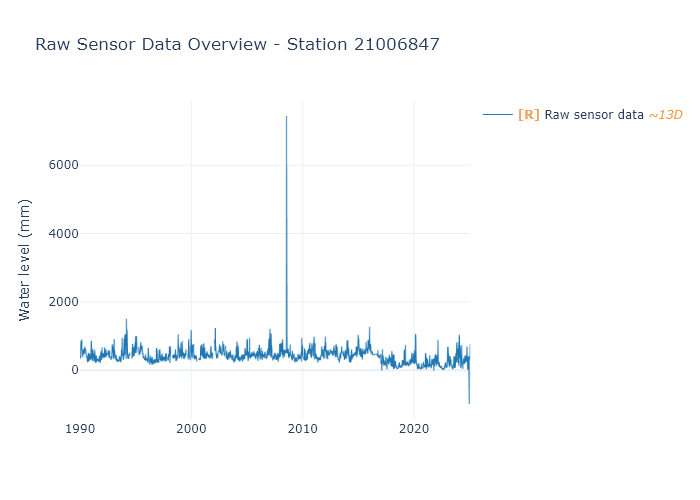 Raw Sensor Data Overview - Station 21006847
[R] Raw sensor data ~13D
Water level (mm)
6000
4000
2000
0
1990
2000
2010
2020